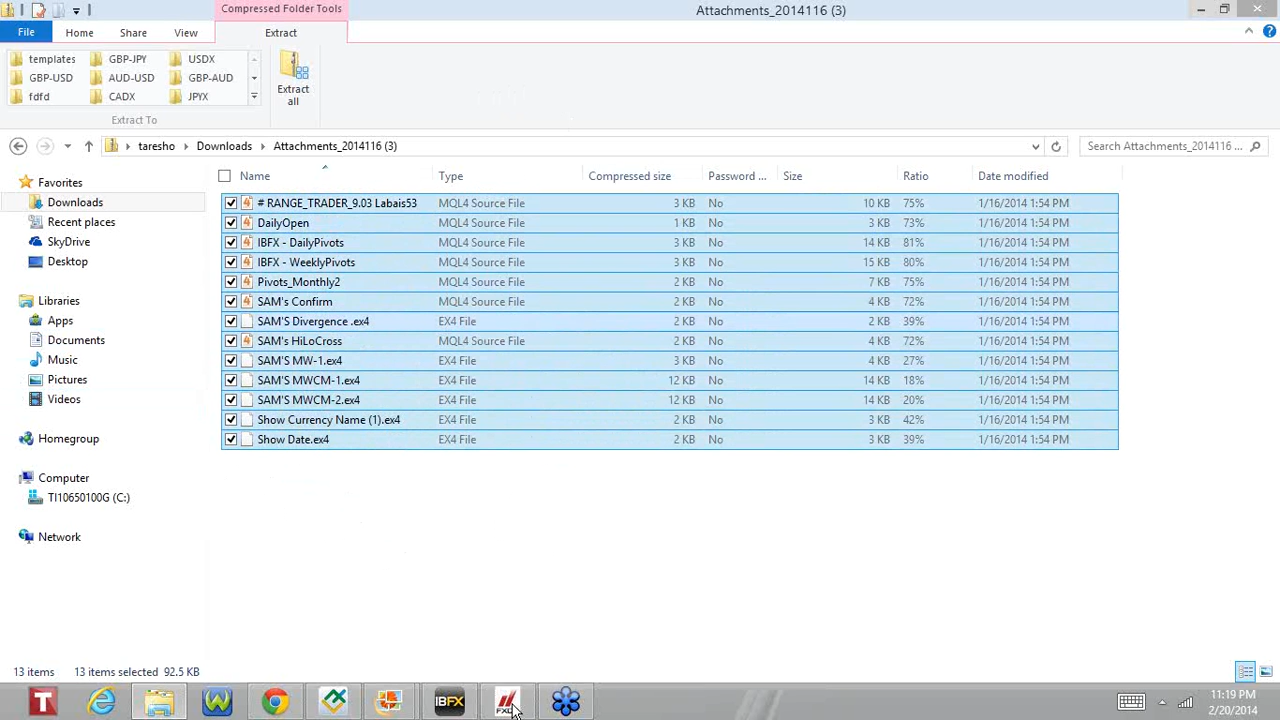 Compressed Folder Tools
Attachments_2014116 (3)
File Home Share View Extract
templates GBP-JPY USDX
GBP-USD AUD-USD GBP-AUD
fdfd CADX JPYX
Extract all
Extract To
taresho Downloads Attachments_2014116 (3)
Search Attachments_2014116 ...
Name Type Compressed size Password ... Size Ratio Date modified
# RANGE_TRADER_9.03 Labais53 MQL4 Source File 3 KB No 10 KB 75% 1/16/2014 1:54 PM
DailyOpen MQL4 Source File 1 KB No 3 KB 73% 1/16/2014 1:54 PM
IBFX - DailyPivots MQL4 Source File 3 KB No 14 KB 81% 1/16/2014 1:54 PM
IBFX - WeeklyPivots MQL4 Source File 3 KB No 15 KB 80% 1/16/2014 1:54 PM
Pivots_Monthly2 MQL4 Source File 2 KB No 7 KB 75% 1/16/2014 1:54 PM
SAM's Confirm MQL4 Source File 2 KB No 4 KB 72% 1/16/2014 1:54 PM
SAM'S Divergence .ex4 EX4 File 2 KB No 2 KB 39% 1/16/2014 1:54 PM
SAM's HiLoCross MQL4 Source File 2 KB No 4 KB 72% 1/16/2014 1:54 PM
SAM'S MW-1.ex4 EX4 File 3 KB No 4 KB 27% 1/16/2014 1:54 PM
SAM'S MWCM-1.ex4 EX4 File 12 KB No 14 KB 18% 1/16/2014 1:54 PM
SAM'S MWCM-2.ex4 EX4 File 12 KB No 14 KB 20% 1/16/2014 1:54 PM
Show Currency Name (1).ex4 EX4 File 2 KB No 3 KB 42% 1/16/2014 1:54 PM
Show Date.ex4 EX4 File 2 KB No 3 KB 39% 1/16/2014 1:54 PM
Favorites
Downloads
Recent places
SkyDrive
Desktop
Libraries
Apps
Documents
Music
Pictures
Videos
Homegroup
Computer
TI10650100G (C:)
Network
13 items 13 items selected 92.5 KB
IBFX
11:19 PM
2/20/2014